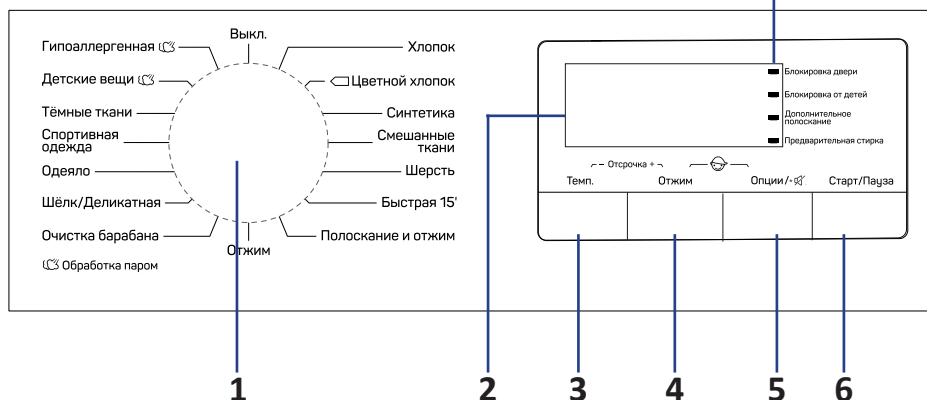 Выкл.
Гипоаллергенная
Детские вещи
Тёмные ткани
Спортивная
одежда
Одеяло
Шёлк/Деликатная
Очистка барабана
Обработка паром
Хлопок
Цветной хлопок
Синтетика
Смешанные
ткани
Шерсть
Быстрая 15'
Полоскание и отжим
Отжим
Блокировка двери
Блокировка от детей
Дополнительное
полоскание
Предварительная стирка
– Отсрочка +
Темп.
Отжим
Опции/
Старт/Пауза
1
2
3
4
5
6